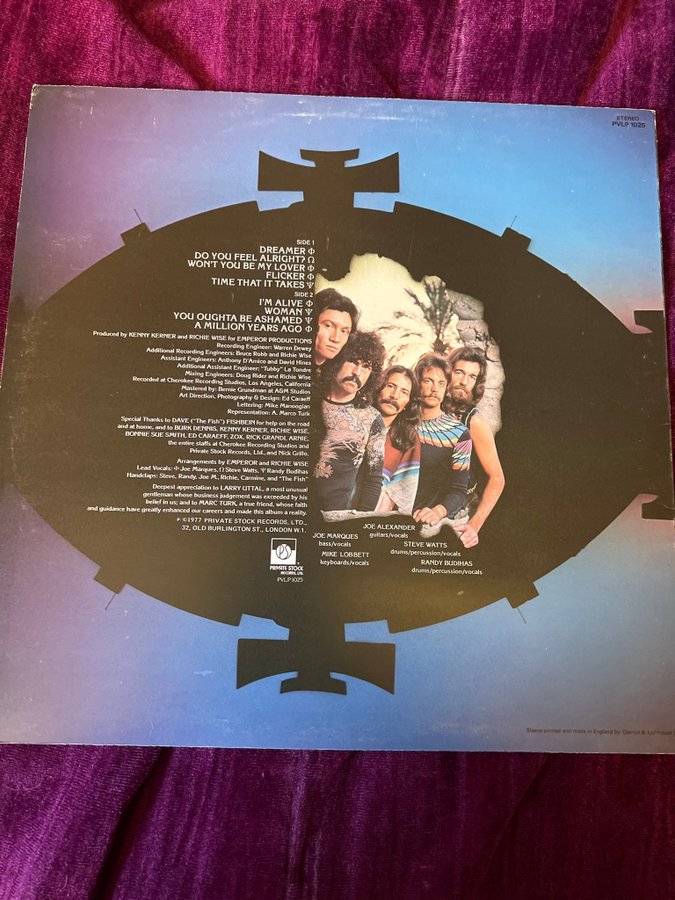 STEREO
PVLP 1025
SIDE 1
DREAMER Φ
DO YOU FEEL ALRIGHT? Ω
WON'T YOU BE MY LOVER Φ
FLICKER Φ
TIME THAT IT TAKES Ψ
SIDE 2
I'M ALIVE Φ
WOMAN Ψ
YOU OUGHTA BE ASHAMED Ψ
A MILLION YEARS AGO Φ
Produced by KENNY KERNER and RICHIE WISE for EMPEROR PRODUCTIONS
Recording Engineer: Warren Dewey
Additional Recording Engineers: Bruce Robb and Richie Wise
Assistant Engineers: Anthony D'Amico and David Hines
Additional Assistant Engineer: "Tubby" La Tondre
Mixing Engineers: Doug Rider and Richie Wise
Recorded at Cherokee Recording Studios, Los Angeles, California
Mastered by: Bernie Grundman at A&M Studios
Art Direction, Photography & Design: Ed Caraeff
Lettering: Mike Manoogian
Representation: A. Marco Turk
Special Thanks to DAVE ("The Fish") FISHBEIN for help on the road
and at home, and to BURK DENNIS, KENNY KERNER, RICHIE WISE,
BONNIE SUE SMITH, ED CARAEFF, ZOX, RICK GRANDI, ARNIE,
the entire staffs at Cherokee Recording Studios and
Private Stock Records, Ltd., and Nick Grillo.
Arrangements by EMPEROR and RICHIE WISE
Lead Vocals: Φ Joe Marques, Ω Steve Watts, Ψ Randy Budihas
Handclaps: Steve, Randy, Joe M., Richie, Carmine, and "The Fish"
Deepest appreciation to LARRY UTTAL, a most unusual
gentleman whose business judgement was exceeded by his
belief in us; and to MARC TURK, a true friend, whose faith
and guidance have greatly enhanced our careers and made this album a reality.
℗ ©1977 PRIVATE STOCK RECORDS, LTD.,
32, OLD BURLINGTON ST., LONDON W.1.
PRIVATE STOCK
RECORDS, LTD.
PVLP 1025
JOE ALEXANDER
guitars/vocals
JOE MARQUES
bass/vocals
STEVE WATTS
drums/percussion/vocals
MIKE LOBBETT
keyboards/vocals
RANDY BUDIHAS
drums/percussion/vocals
Sleeve printed and made in England by